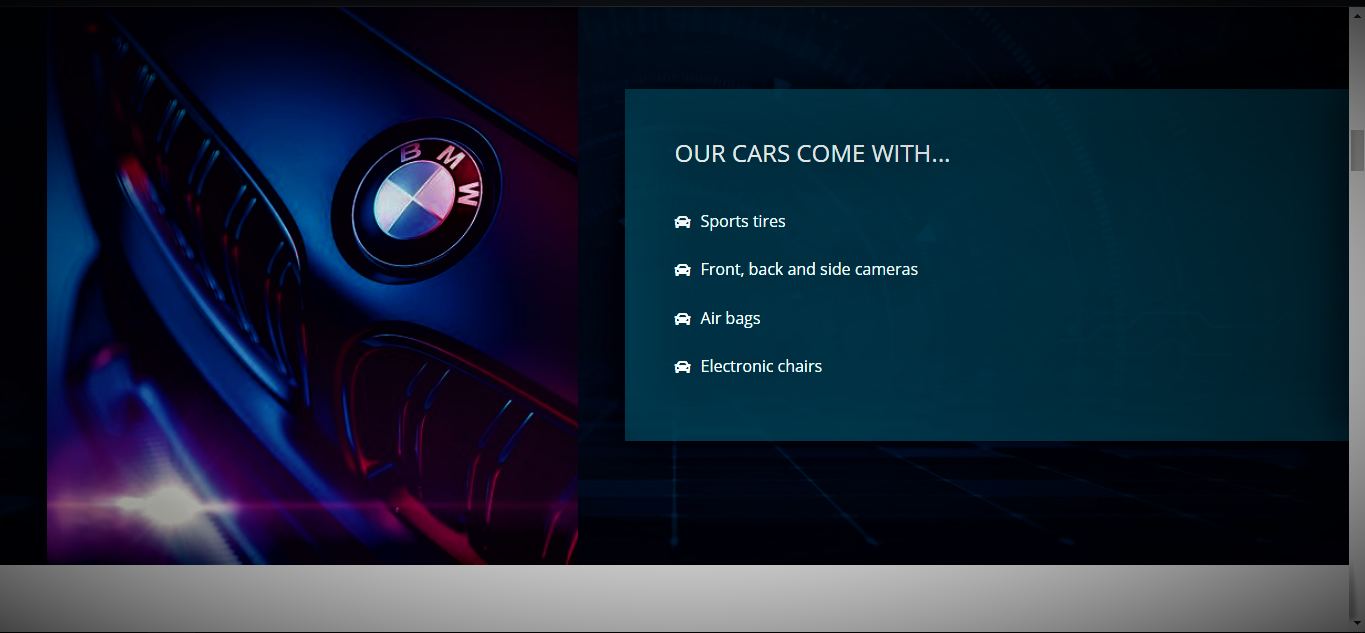 BMW
OUR CARS COME WITH...
Sports tires
Front, back and side cameras
Air bags
Electronic chairs